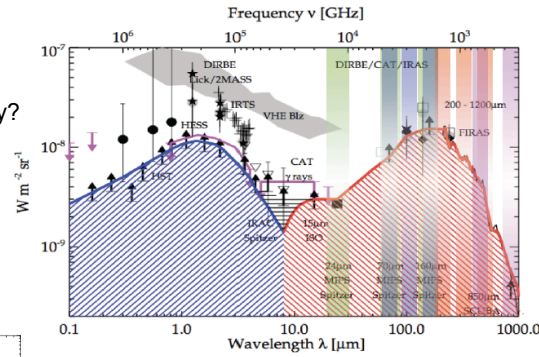 Frequency ν [GHz]
10⁶ 10⁵ 10⁴ 10³
y?
10⁻⁷
10⁻⁸
10⁻⁹
W m⁻² sr⁻¹
DIRBE
Lick/2MASS
DIRBE/CAT/IRAS
IRTS
VHE Blz
200 - 1200µm
HESS
FIRAS
HST
CAT
γ rays
IRAC
Spitzer
15µm
ISO
24µm
MIPS
Spitzer
70µm
MIPS
Spitzer
160µm
MIPS
Spitzer
850µm
SCUBA
0.1 1.0 10.0 100.0 1000.0
Wavelength λ [µm]